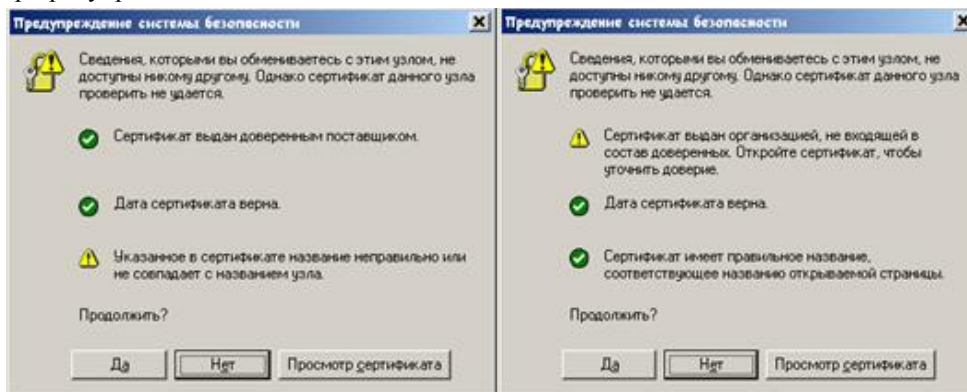 Предупреждение системы безопасности
Сведения, которыми вы обмениваетесь с этим узлом, не
доступны никому другому. Однако сертификат данного узла
проверить не удается.
Сертификат выдан доверенным поставщиком.
Дата сертификата верна.
Указанное в сертификате название неправильно или
не совпадает с названием узла.
Продолжить?
Да
Нет
Просмотр сертификата
Предупреждение системы безопасности
Сведения, которыми вы обмениваетесь с этим узлом, не
доступны никому другому. Однако сертификат данного узла
проверить не удается.
Сертификат выдан организацией, не входящей в
состав доверенных. Откройте сертификат, чтобы
уточнить доверие.
Дата сертификата верна.
Сертификат имеет правильное название,
соответствующее названию открываемой страницы.
Продолжить?
Да
Нет
Просмотр сертификата